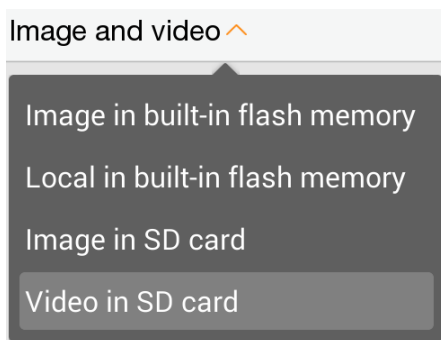 Image and video
Image in built-in flash memory
Local in built-in flash memory
Image in SD card
Video in SD card